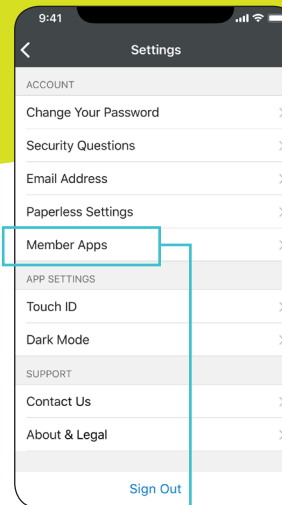 9:41
Settings
ACCOUNT
Change Your Password
Security Questions
Email Address
Paperless Settings
Member Apps
APP SETTINGS
Touch ID
Dark Mode
SUPPORT
Contact Us
About & Legal
Sign Out